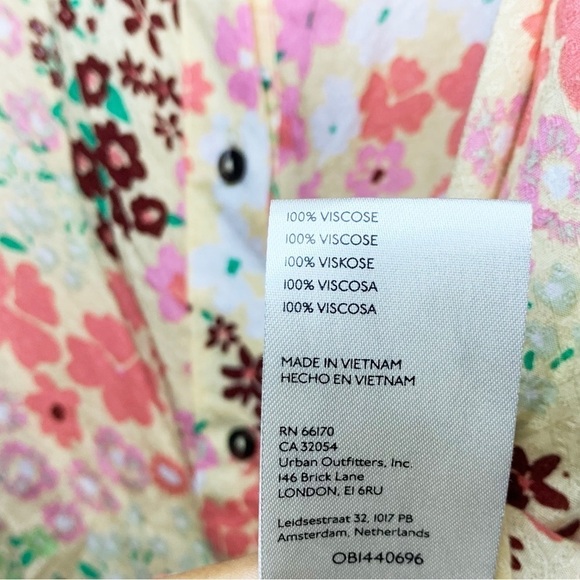 100% VISCOSE
100% VISCOSE
100% VISKOSE
100% VISCOSA
100% VISCOSA
MADE IN VIETNAM
HECHO EN VIETNAM
RN 66170
CA 32054
Urban Outfitters, Inc.
146 Brick Lane
LONDON, E1 6RU
Leidsestraat 32, 1017 PB
Amsterdam, Netherlands
OB1440696